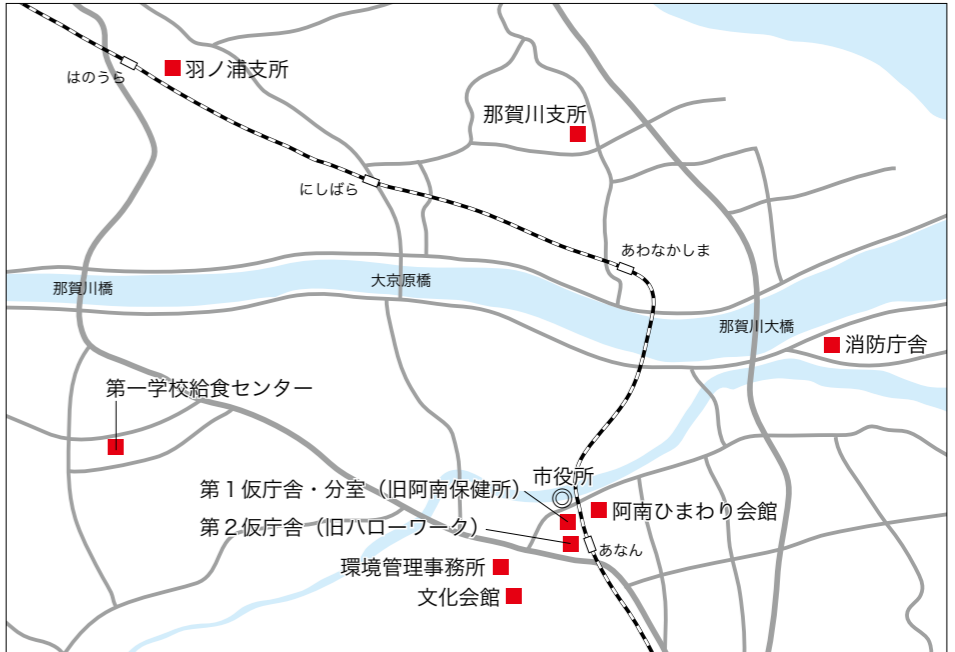 羽ノ浦支所
はのうら
那賀川支所
にしばら
あわなかしま
那賀川橋
大京原橋
那賀川大橋
消防庁舎
第一学校給食センター
市役所
第１仮庁舎・分室（旧阿南保健所）
阿南ひまわり会館
第２仮庁舎（旧ハローワーク）
あなん
環境管理事務所
文化会館